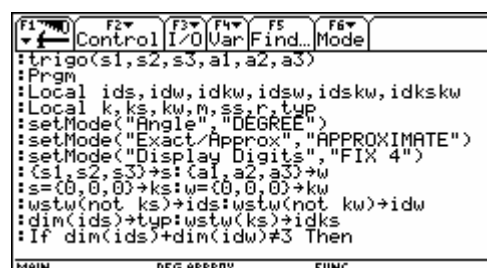 F1 F2 F3 F4 F5 F6
Control I/O Var Find... Mode
:trigo(s1,s2,s3,a1,a2,a3)
:Prgm
:Local ids,idw,idkw,idsw,idskw,idkskw
:Local k,ks,kw,m,ss,r,typ
:setMode("Angle","DEGREE")
:setMode("Exact/Approx","APPROXIMATE")
:setMode("Display Digits","FIX 4")
:{s1,s2,s3}→s:{a1,a2,a3}→w
:s={0,0,0}→ks:w={0,0,0}→kw
:wstw(not ks)→ids:wstw(not kw)→idw
:dim(ids)→typ:wstw(ks)→idks
:If dim(ids)+dim(idw)≠3 Then
MAIN DEG APPROX FUNC